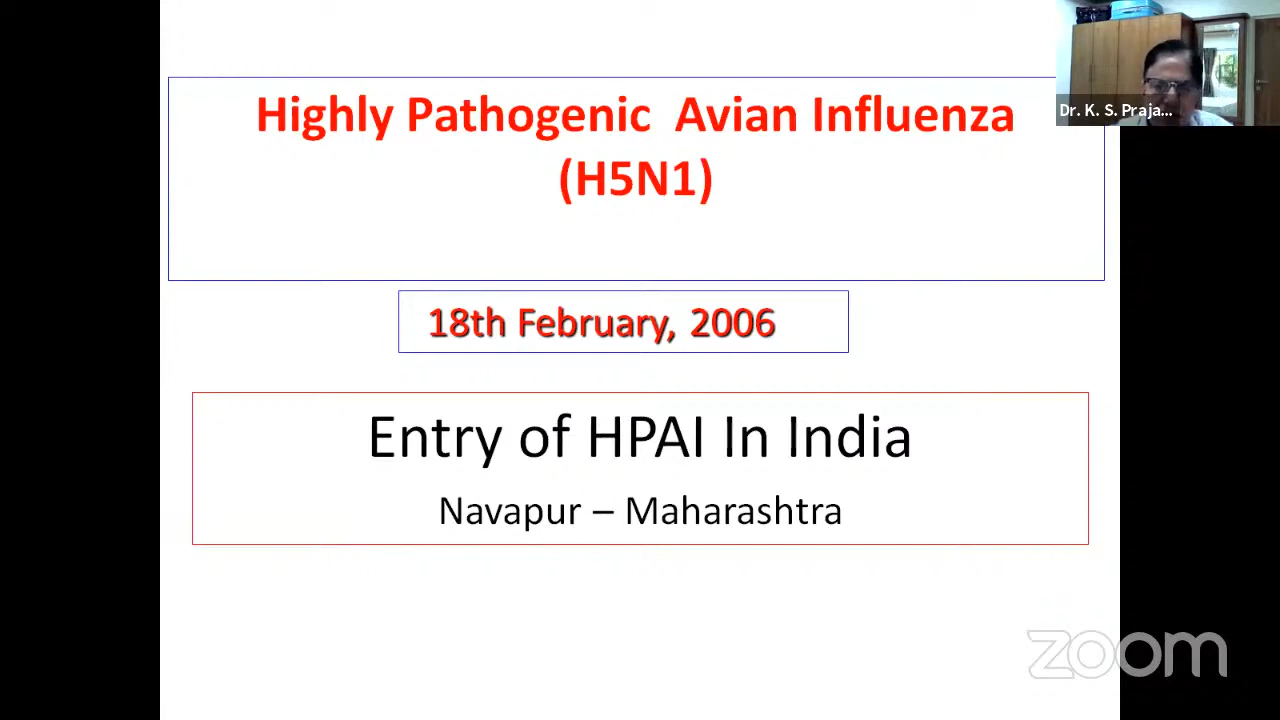 Highly Pathogenic Avian Influenza
(H5N1)
Dr. K. S. Praja...
18th February, 2006
Entry of HPAI In India
Navapur – Maharashtra
zoom